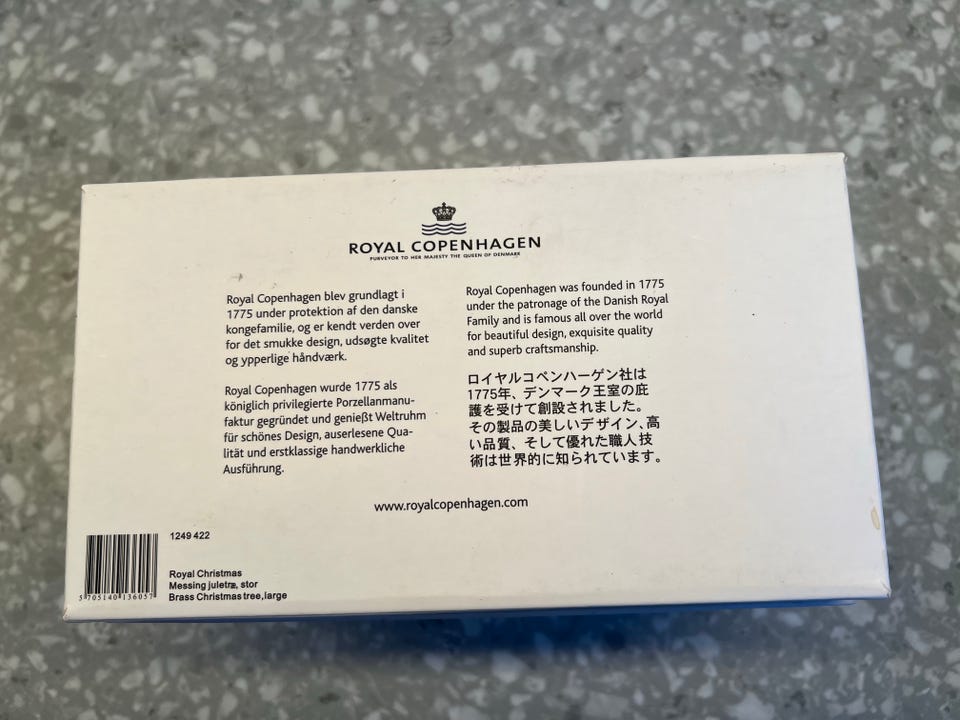 ROYAL COPENHAGEN
PURVEYOR TO HER MAJESTY THE QUEEN OF DENMARK
Royal Copenhagen blev grundlagt i
1775 under protektion af den danske
kongefamilie, og er kendt verden over
for det smukke design, udsøgte kvalitet
og ypperlige håndværk.
Royal Copenhagen wurde 1775 als
königlich privilegierte Porzellanmanu-
faktur gegründet und genießt Weltruhm
für schönes Design, auserlesene Qua-
lität und erstklassige handwerkliche
Ausführung.
Royal Copenhagen was founded in 1775
under the patronage of the Danish Royal
Family and is famous all over the world
for beautiful design, exquisite quality
and superb craftsmanship.
ロイヤルコペンハーゲン社は
1775年、デンマーク王室の庇
護を受けて創設されました。
その製品の美しいデザイン、高
い品質、そして優れた職人技
術は世界的に知られています。
www.royalcopenhagen.com
1249 422
Royal Christmas
Messing juletræ, stor
Brass Christmas tree, large
5 705140 136057